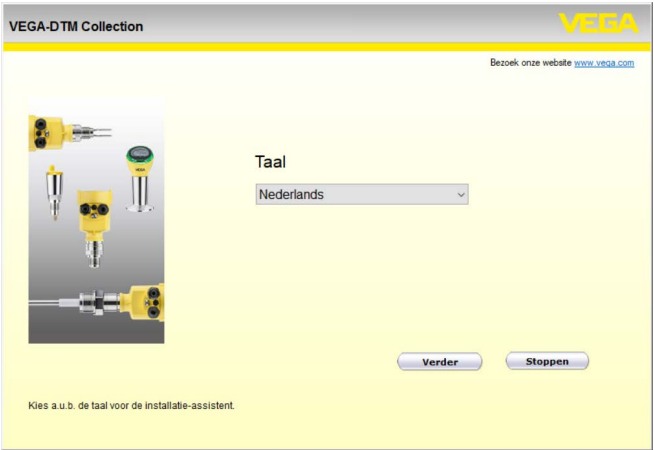 VEGA-DTM Collection
VEGA
Bezoek onze website www.vega.com
Taal
Nederlands
Verder
Stoppen
Kies a.u.b. de taal voor de installatie-assistent.